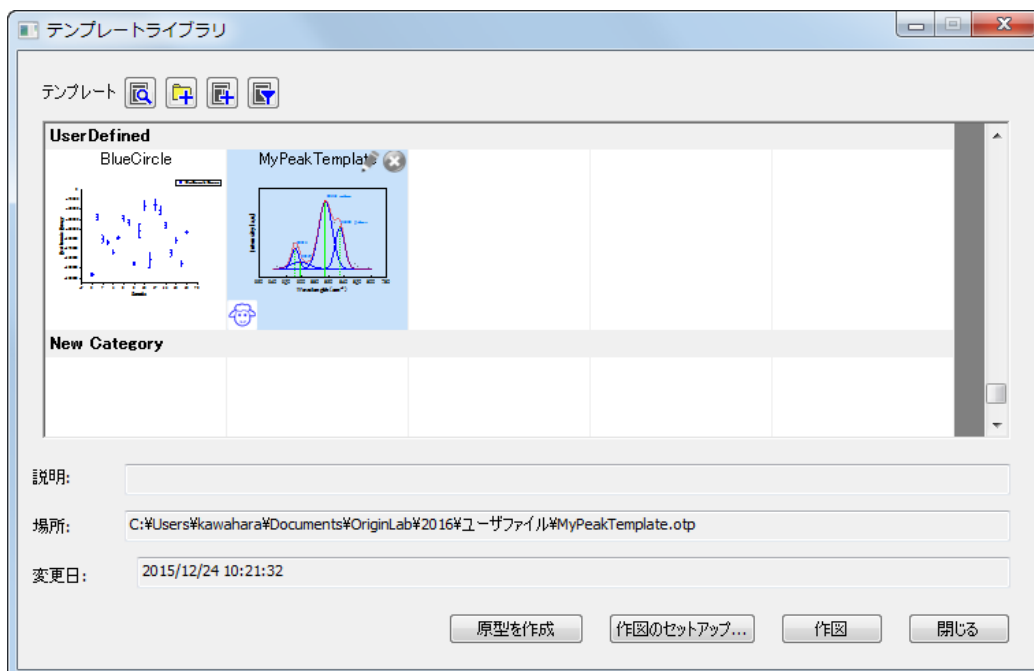 テンプレートライブラリ
テンプレート
UserDefined
BlueCircle
MyPeakTemplate
New Category
説明:
場所:
C:¥Users¥kawahara¥Documents¥OriginLab¥2016¥ユーザファイル¥MyPeakTemplate.otp
変更日:
2015/12/24 10:21:32
原型を作成
作図のセットアップ...
作図
閉じる